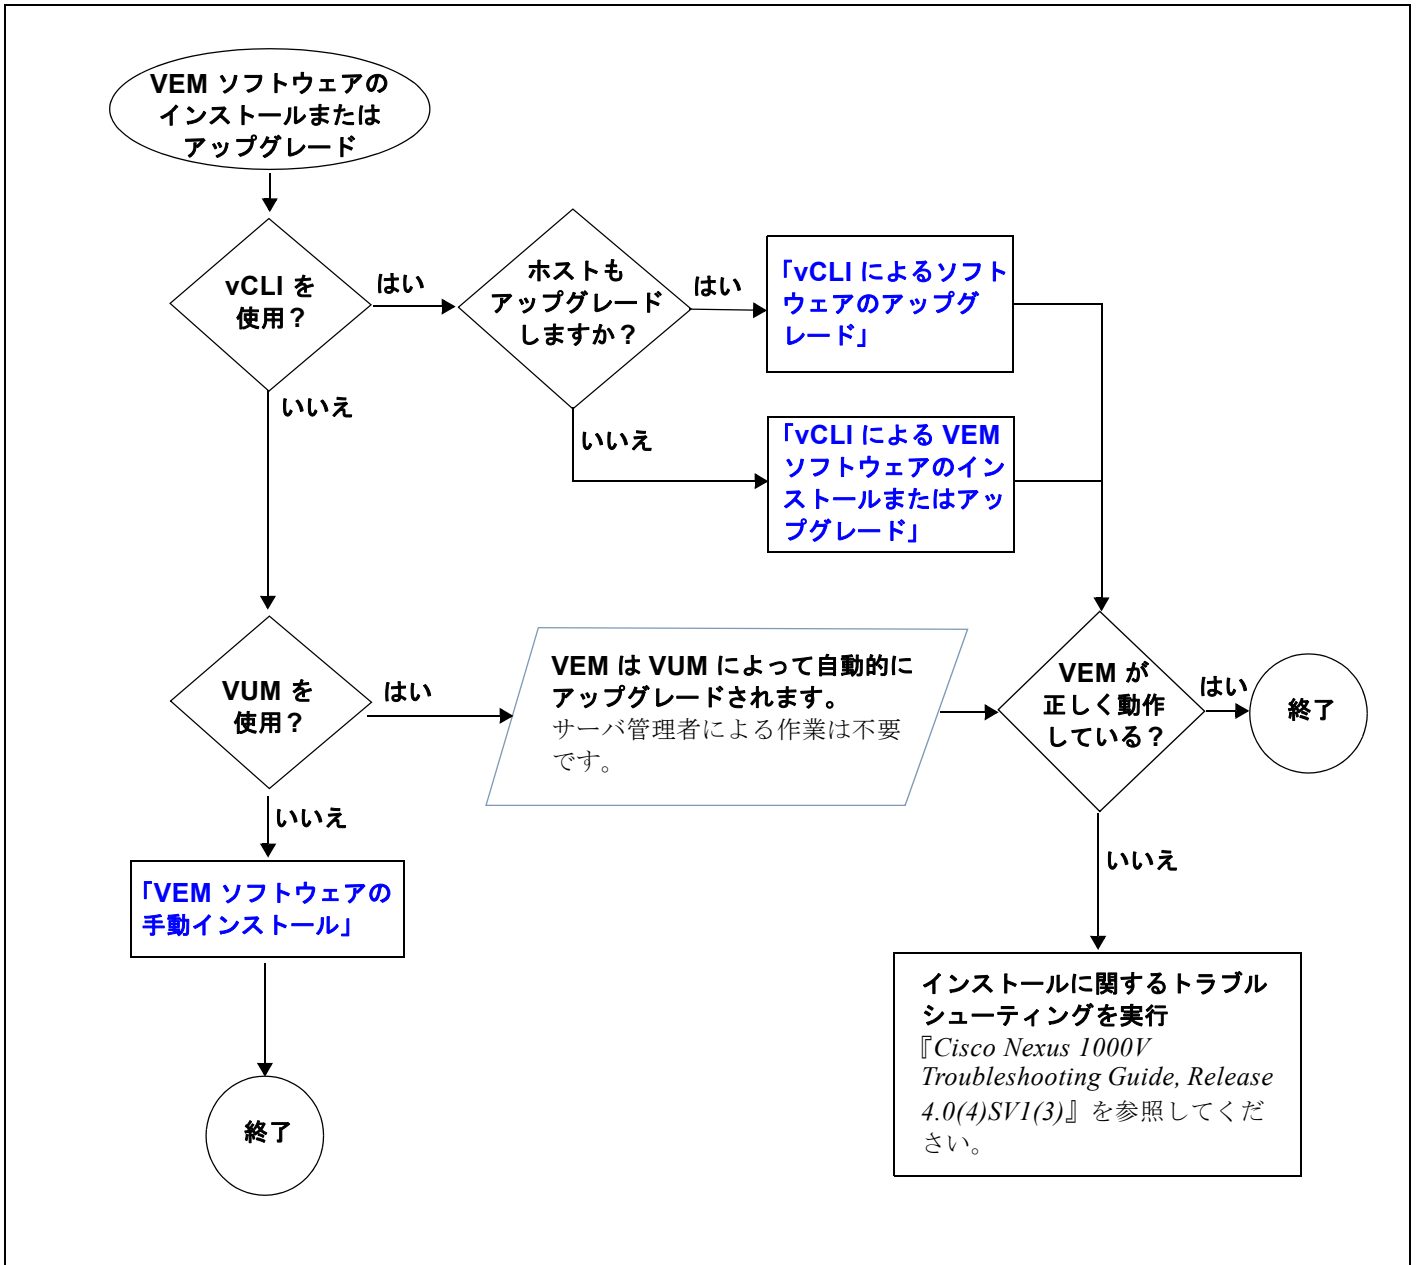 VEM ソフトウェアの
インストールまたは
アップグレード
vCLI を
使用？
はい
ホストも
アップグレード
しますか？
はい
「vCLI によるソフト
ウェアのアップグ
レード」
いいえ
いいえ
「vCLI による VEM
ソフトウェアのイン
ストールまたはアッ
プグレード」
VUM を
使用？
はい
VEM は VUM によって自動的に
アップグレードされます。
サーバ管理者による作業は不要
です。
VEM が
正しく動作
している？
はい
終了
いいえ
「VEM ソフトウェアの
手動インストール」
いいえ
インストールに関するトラブル
シューティングを実行
『Cisco Nexus 1000V
Troubleshooting Guide, Release
4.0(4)SV1(3)』を参照してくだ
さい。
終了